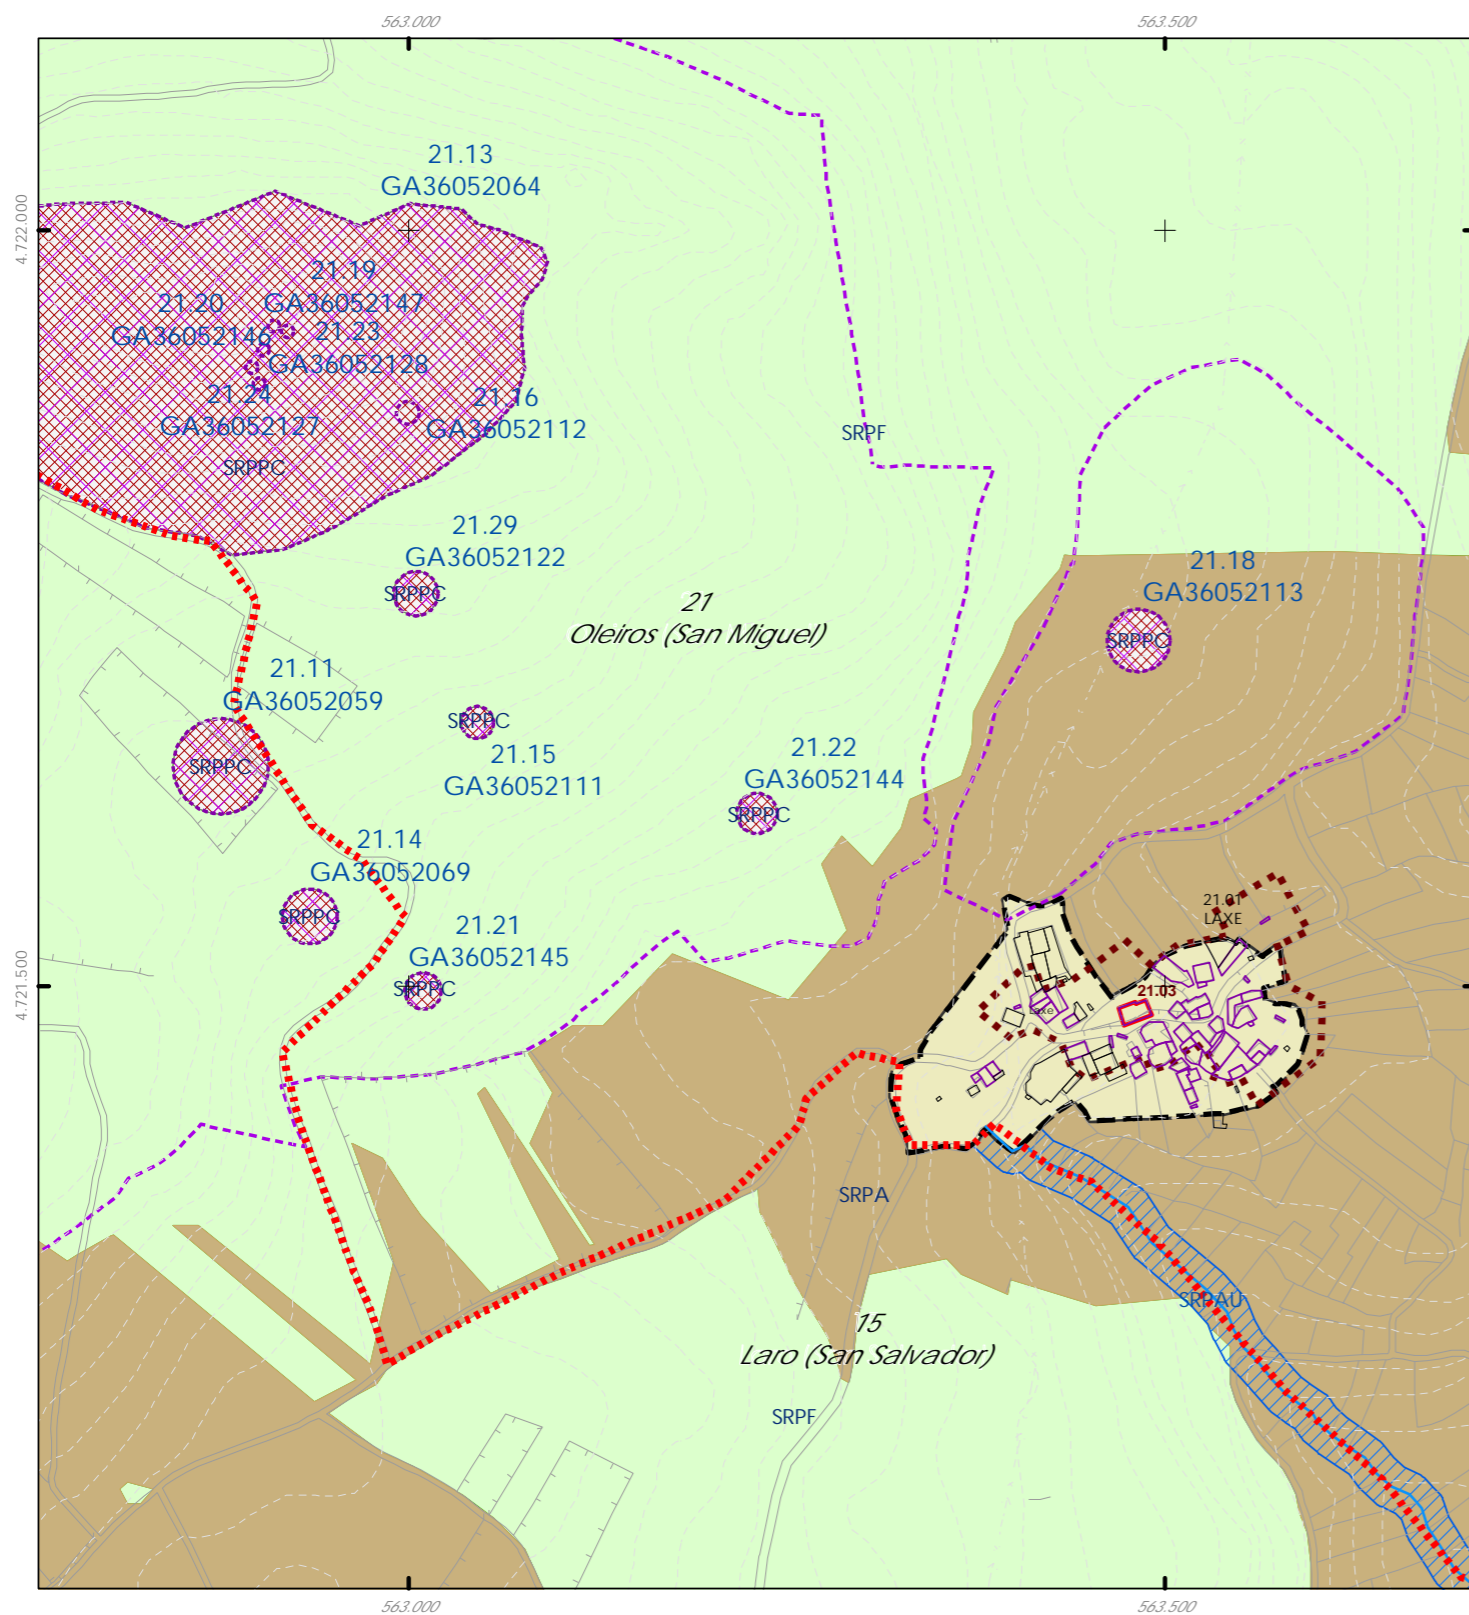 563.000
563.500
4.722.000
21.13
GA36052064
21.19
GA36052147
21.20
GA36052146
21.23
GA36052128
21.24
GA36052127
21.16
GA36052112
SRPPC
SRPF
21.29
GA36052122
SRPPC
21
Oleiros (San Miguel)
21.18
GA36052113
SRPPC
21.11
GA36052059
SRPPC
SRPPC
21.15
GA36052111
21.22
GA36052144
SRPPC
21.14
GA36052069
SRPPC
21.21
GA36052145
SRPPC
4.721.500
21.01
LAXE
21.03
Laxe
SRPA
SRPAU
15
Laro (San Salvador)
SRPF
563.000
563.500